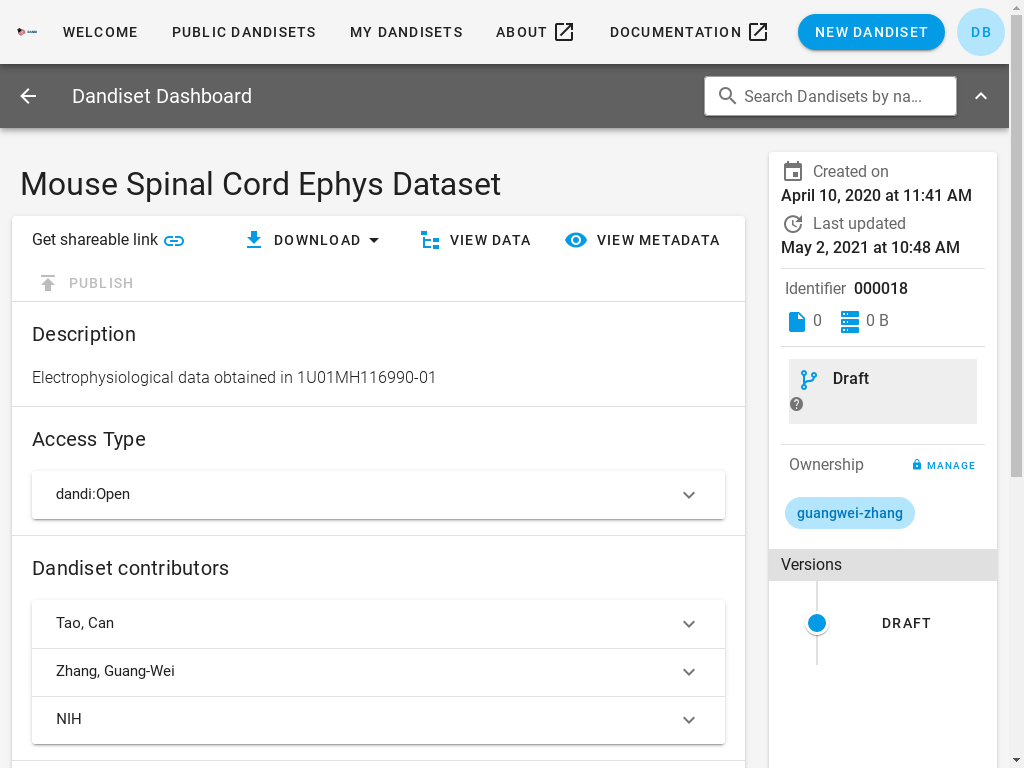 WELCOME PUBLIC DANDISETS MY DANDISETS ABOUT DOCUMENTATION NEW DANDISET DB
Dandiset Dashboard Search Dandisets by na...
Mouse Spinal Cord Ephys Dataset
Get shareable link DOWNLOAD VIEW DATA VIEW METADATA
PUBLISH
Description
Electrophysiological data obtained in 1U01MH116990-01
Access Type
dandi:Open
Dandiset contributors
Tao, Can
Zhang, Guang-Wei
NIH
Created on
April 10, 2020 at 11:41 AM
Last updated
May 2, 2021 at 10:48 AM
Identifier 000018
0 0 B
Draft
Ownership MANAGE
guangwei-zhang
Versions
DRAFT